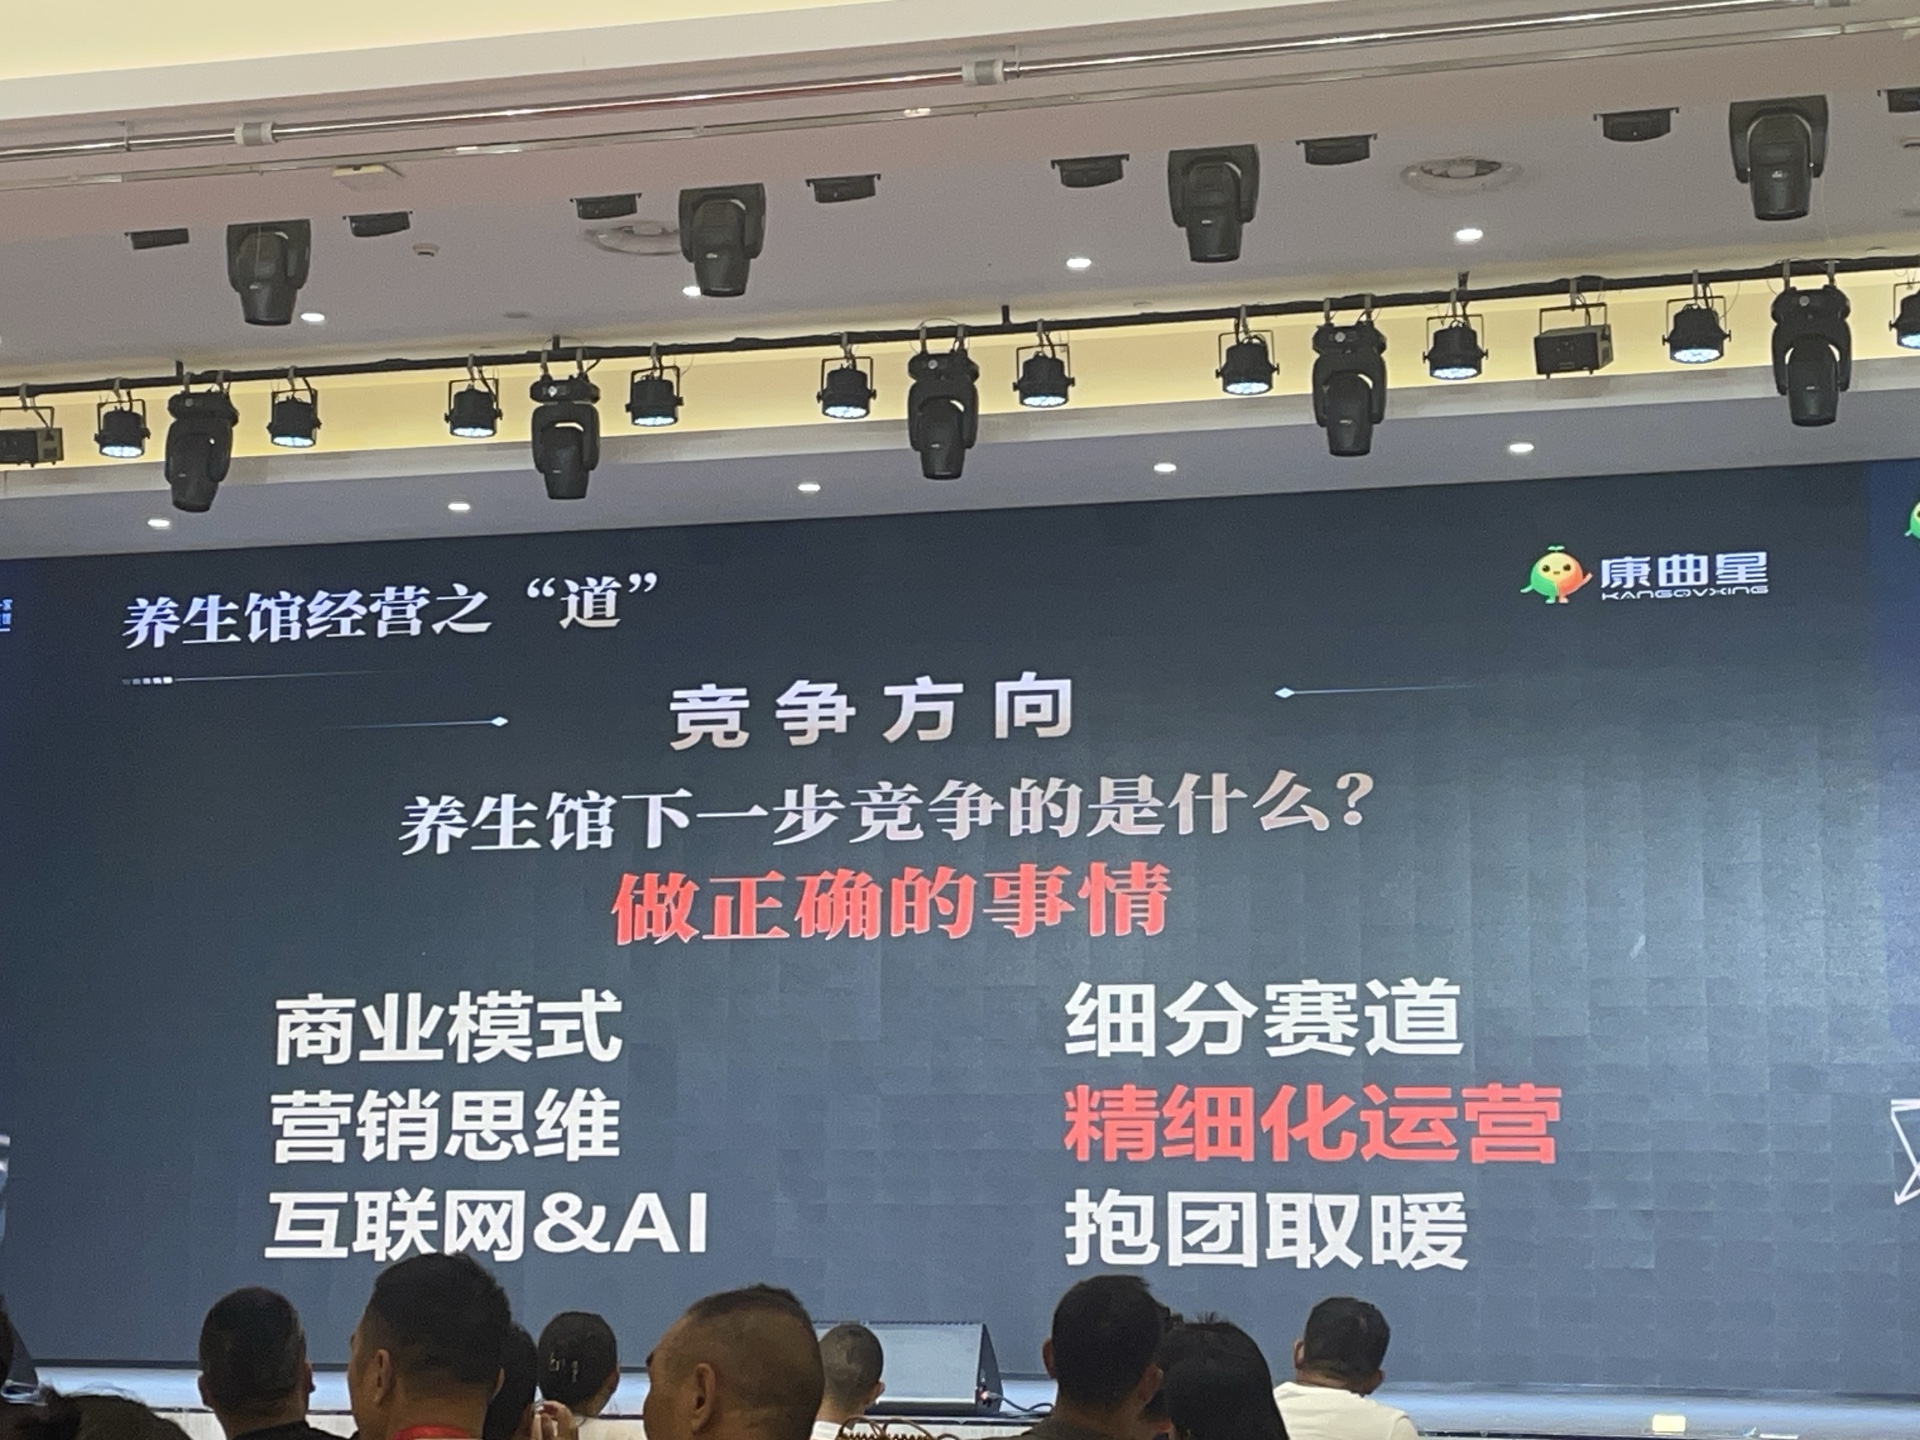 养生馆经营之“道”
康曲星
KANGQVXING
竞争方向
养生馆下一步竞争的是什么？
做正确的事情
商业模式
细分赛道
营销思维
精细化运营
互联网&AI
抱团取暖